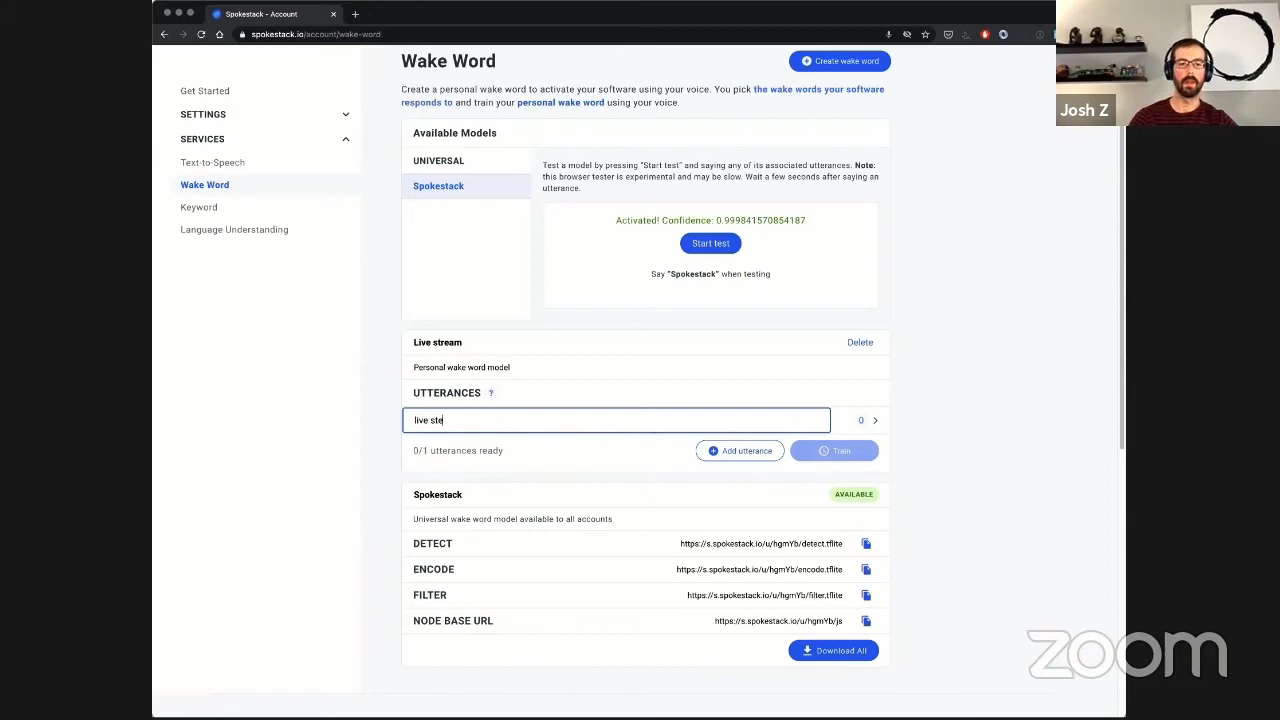 Spokestack - Account
spokestack.io/account/wake-word
Josh Z
Get Started
SETTINGS
SERVICES
Text-to-Speech
Wake Word
Keyword
Language Understanding
Wake Word
Create wake word
Create a personal wake word to activate your software using your voice. You pick the wake words your software
responds to and train your personal wake word using your voice.
Available Models
UNIVERSAL
Spokestack
Test a model by pressing "Start test" and saying any of its associated utterances. Note:
this browser tester is experimental and may be slow. Wait a few seconds after saying an
utterance.
Activated! Confidence: 0.999841570854187
Start test
Say "Spokestack" when testing
Live stream
Delete
Personal wake word model
UTTERANCES ?
live ste
0
0/1 utterances ready
Add utterance
Train
Spokestack
AVAILABLE
Universal wake word model available to all accounts
DETECT
https://s.spokestack.io/u/hgmYb/detect.tflite
ENCODE
https://s.spokestack.io/u/hgmYb/encode.tflite
FILTER
https://s.spokestack.io/u/hgmYb/filter.tflite
NODE BASE URL
https://s.spokestack.io/u/hgmYb/js
Download All
zoom